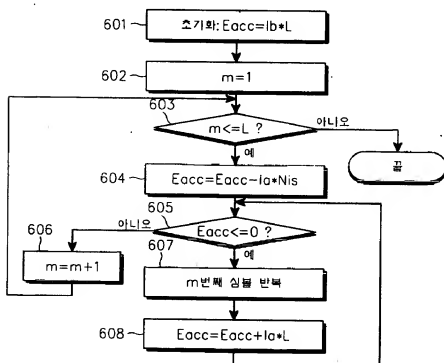 601
초기화:Eacc=Ib*L
602
m=1
603
m<=L ?
아니오
예
끝
604
Eacc=Eacc-Ia*Nis
605
아니오
Eacc<=0 ?
606
예
607
m=m+1
m번째 심볼 반복
608
Eacc=Eacc+Ia*L